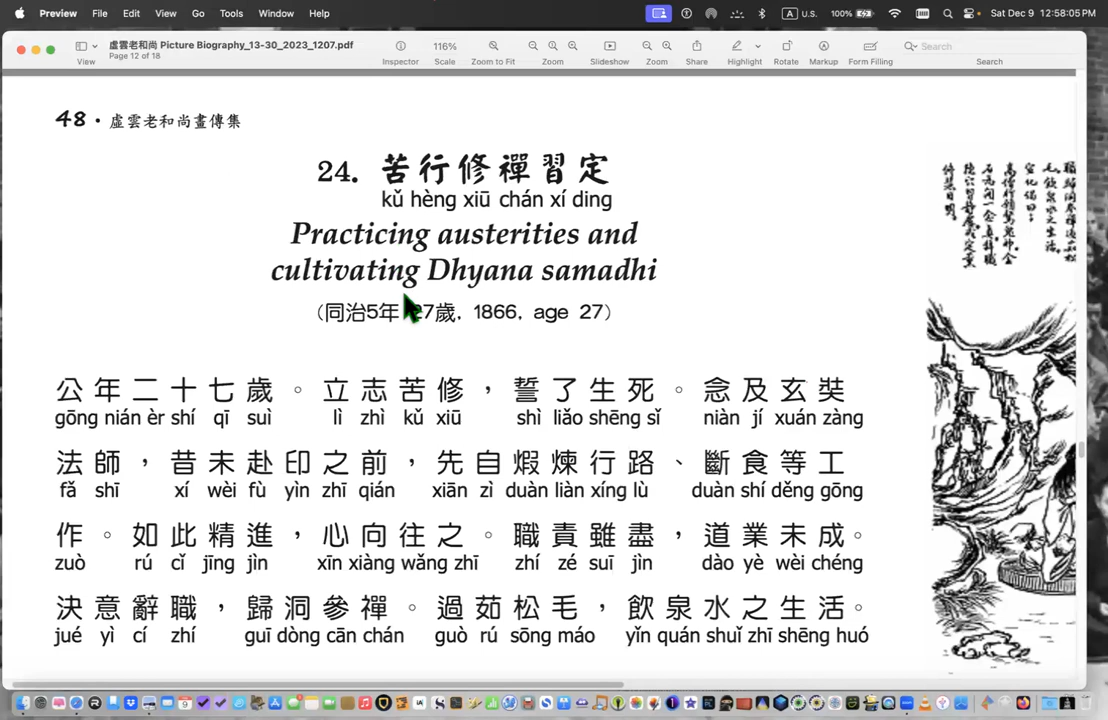 Preview File Edit View Go Tools Window Help A U.S. 100% Sat Dec 9 12:58:05 PM
虛雲老和尚 Picture Biography_13-30_2023_1207.pdf
Page 12 of 18
116%
Search
View Inspector Scale Zoom to Fit Zoom Slideshow Zoom Share Highlight Rotate Markup Form Filling Search
48 • 虛雲老和尚畫傳集
24. 苦行修禪習定
kǔ hèng xiū chán xí ding
Practicing austerities and
cultivating Dhyana samadhi
(同治5年 27歲. 1866. age 27)
公年二十七歲。立志苦修，誓了生死。念及玄奘
gōng nián èr shí qī suì lì zhì kǔ xiū shì liǎo shēng sǐ niàn jí xuán zàng
法師，昔未赴印之前，先自煆煉行路、斷食等工
fǎ shī xí wèi fù yìn zhī qián xiān zì duàn liàn xíng lù duàn shí děng gōng
作。如此精進，心向往之。職責雖盡，道業未成。
zuò rú cǐ jīng jìn xīn xiàng wǎng zhī zhí zé suī jìn dào yè wèi chéng
決意辭職，歸洞參禪。過茹松毛，飲泉水之生活。
jué yì cí zhí guī dòng cān chán guò rú sōng máo yǐn quán shuǐ zhī shēng huó